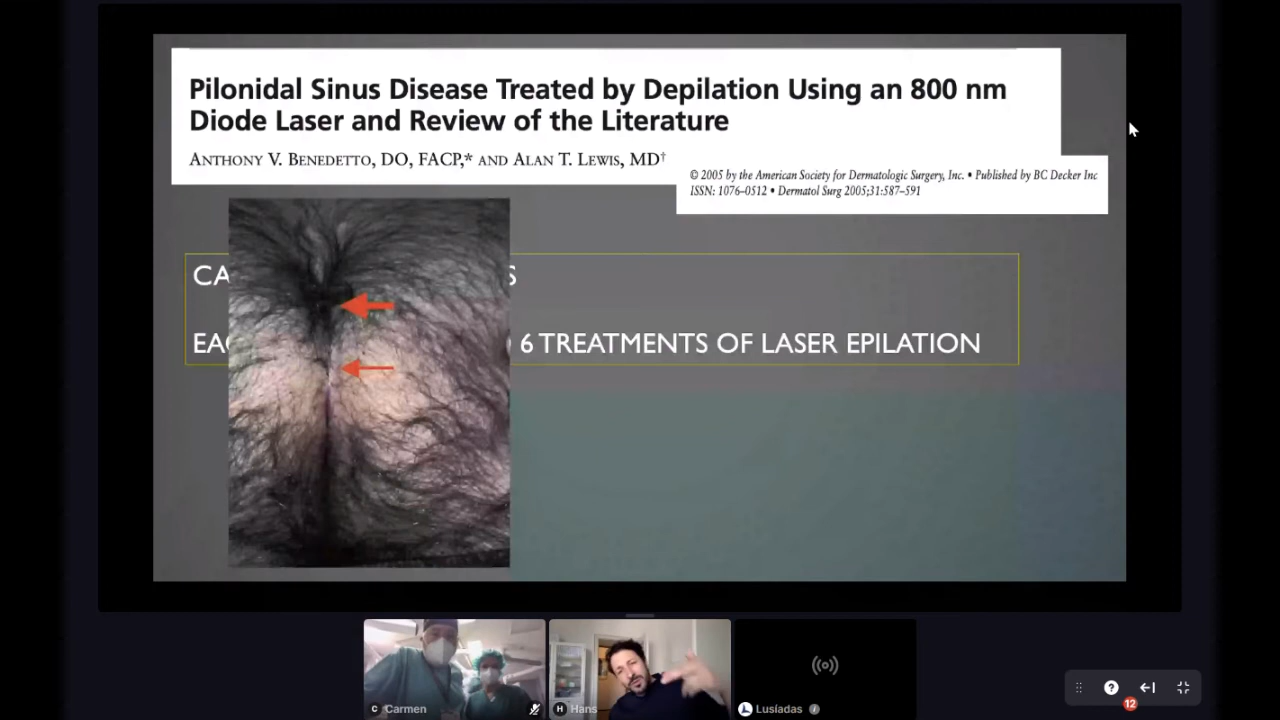 Pilonidal Sinus Disease Treated by Depilation Using an 800 nm
Diode Laser and Review of the Literature
ANTHONY V. BENEDETTO, DO, FACP,* AND ALAN T. LEWIS, MD†
© 2005 by the American Society for Dermatologic Surgery, Inc. • Published by BC Decker Inc
ISSN: 1076–0512 • Dermatol Surg 2005;31:587–591
CA S
EAC 6 TREATMENTS OF LASER EPILATION
C Carmen
H Hans
Lusíadas
12